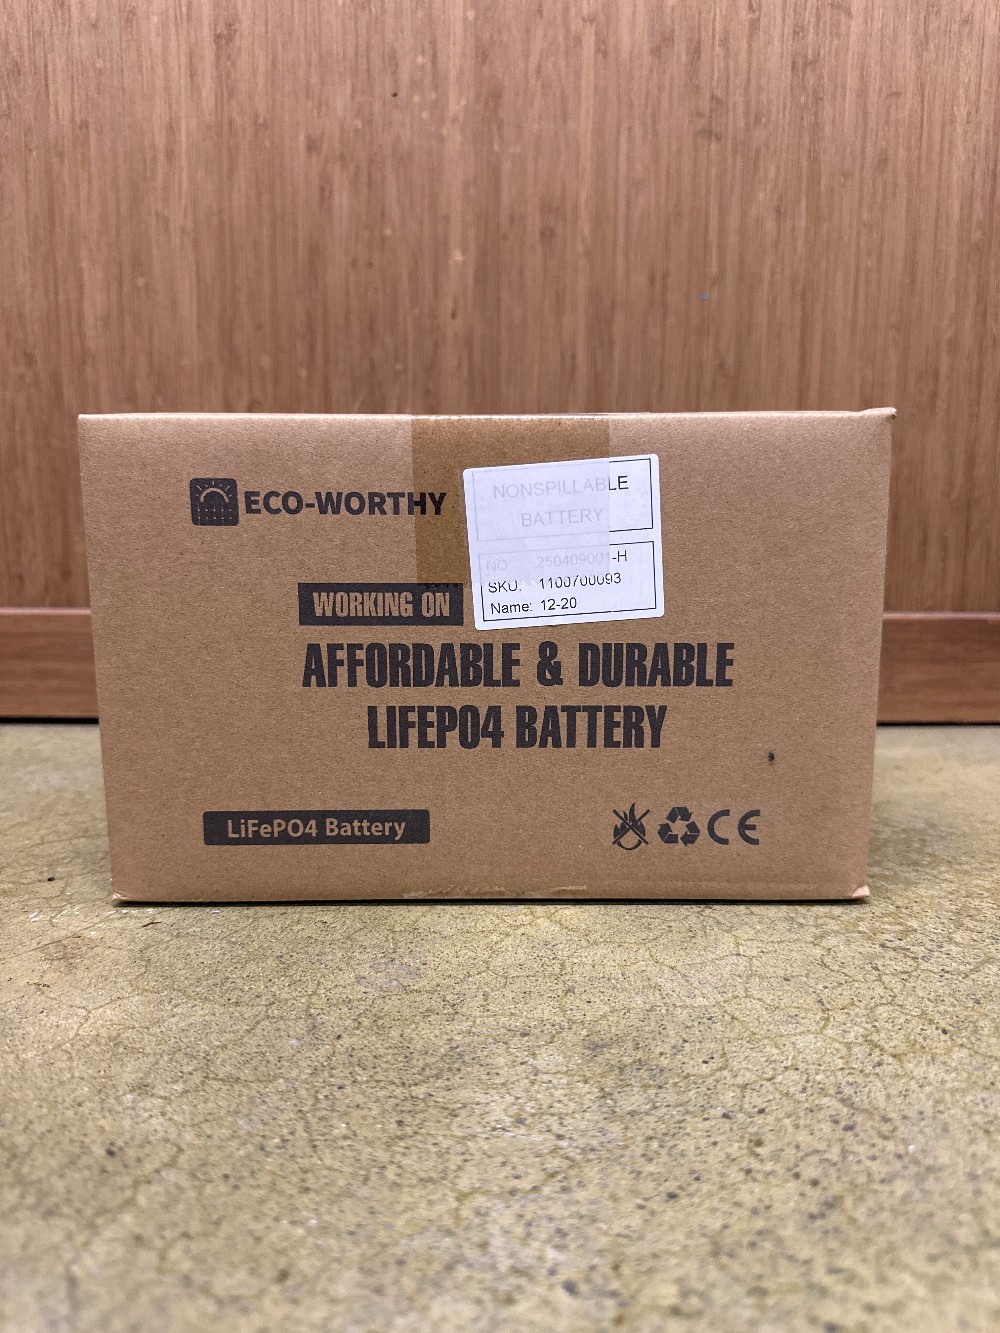 ECO-WORTHY
NONSPILLABLE
BATTERY
NO 250409001-H
SKU: 1100700093
Name: 12-20
WORKING ON
AFFORDABLE & DURABLE
LIFEPO4 BATTERY
LiFePO4 Battery
CE